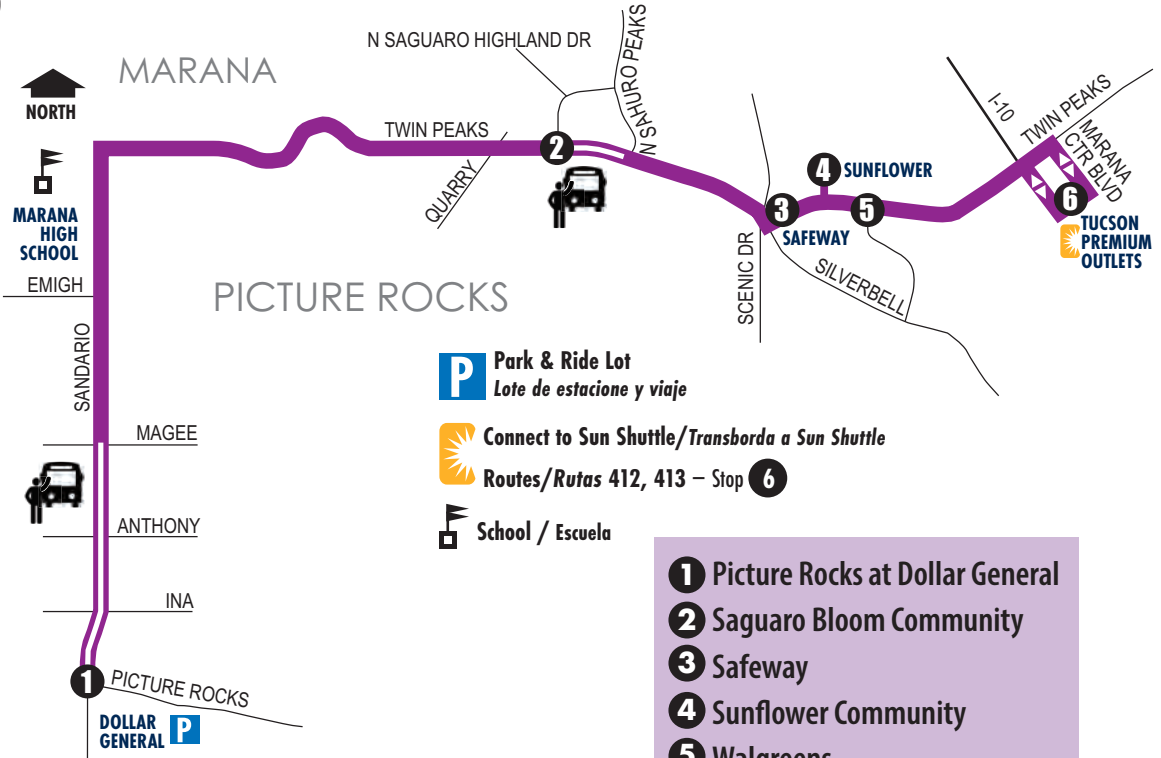 N SAGUARO HIGHLAND DR
N SAHURO PEAKS
MARANA
NORTH
TWIN PEAKS
QUARRY
2
I-10
TWIN PEAKS
MARANA
CTR BLVD
4 SUNFLOWER
MARANA
HIGH
SCHOOL
3
5
6
SAFEWAY
TUCSON
PREMIUM
OUTLETS
EMIGH
PICTURE ROCKS
SCENIC DR
SILVERBELL
SANDARIO
P Park & Ride Lot
Lote de estacione y viaje
MAGEE
Connect to Sun Shuttle/Transborda a Sun Shuttle
Routes/Rutas 412, 413 – Stop 6
ANTHONY
School / Escuela
INA
1
PICTURE ROCKS
DOLLAR
GENERAL P
1 Picture Rocks at Dollar General
2 Saguaro Bloom Community
3 Safeway
4 Sunflower Community
5 Walgreens